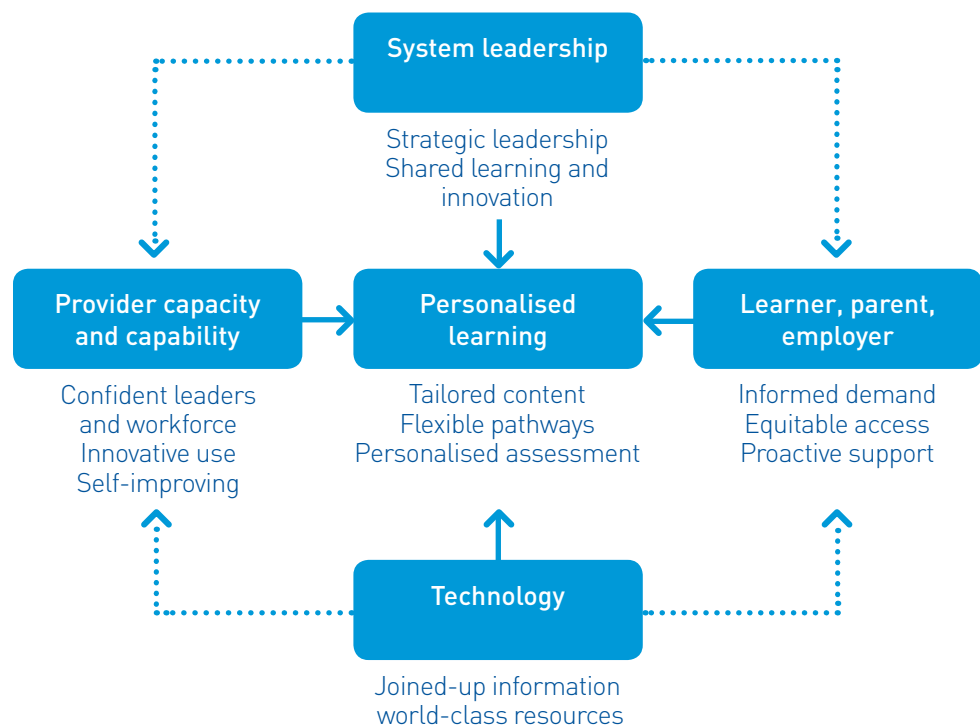 System leadership
Strategic leadership
Shared learning and
innovation
Provider capacity
and capability
Confident leaders
and workforce
Innovative use
Self-improving
Personalised
learning
Tailored content
Flexible pathways
Personalised assessment
Learner, parent,
employer
Informed demand
Equitable access
Proactive support
Technology
Joined-up information
world-class resources